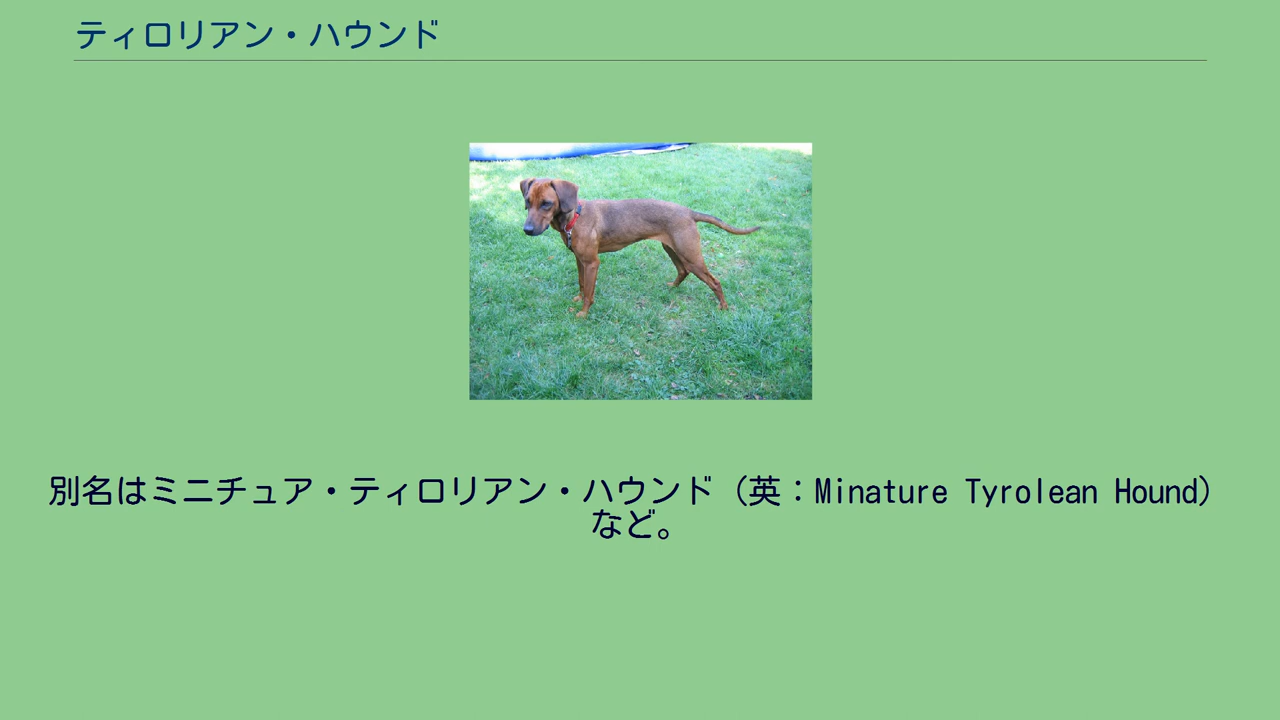 ティロリアン・ハウンド
別名はミニチュア・ティロリアン・ハウンド（英：Minature Tyrolean Hound）
など。